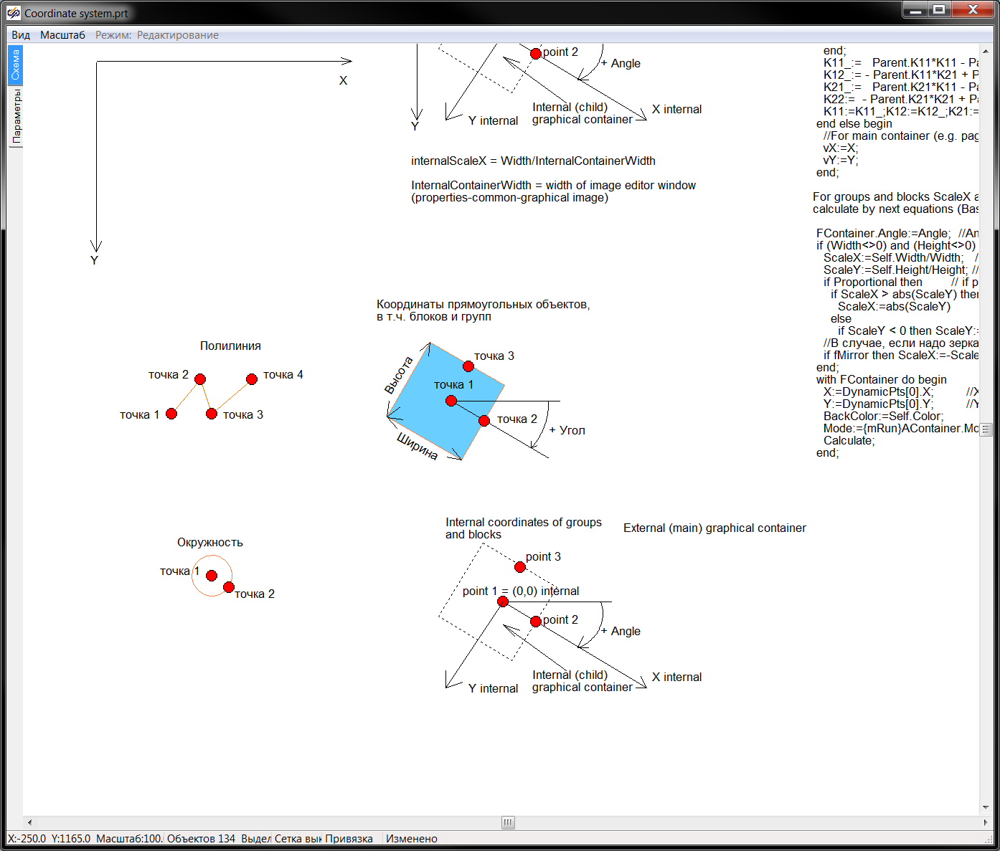 Coordinate system.prt
Вид Масштаб Режим: Редактирование
Схема
Параметры
X
Y
point 2
+ Angle
Internal (child)
graphical container
X internal
Y internal
Y
internalScaleX = Width/InternalContainerWidth
InternalContainerWidth = width of image editor window
(properties-common-graphical image)
end;
K11_:= Parent.K11*K11 - Pa
K12_:= - Parent.K11*K21 + P
K21_:= Parent.K21*K11 - Pa
K22:= - Parent.K21*K21 + Pa
K11:=K11_;K12:=K12_;K21:=
end else begin
//For main container (e.g. pag
vX:=X;
vY:=Y;
end;
For groups and blocks ScaleX a
calculate by next equations (Bas
FContainer.Angle:=Angle; //An
if (Width<>0) and (Height<>0)
ScaleX:=Self.Width/Width; /
ScaleY:=Self.Height/Height; //
if Proportional then // if p
if ScaleX > abs(ScaleY) then
ScaleX:=abs(ScaleY)
else
if ScaleY < 0 then ScaleY:=
//В случае, если надо зерка
if fMirror then ScaleX:=-Scale
end;
with FContainer do begin
X:=DynamicPts[0].X; //X
Y:=DynamicPts[0].Y; //Y
BackColor:=Self.Color;
Mode:={mRun}AContainer.Mo
Calculate;
end;
Полилиния
точка 2
точка 4
точка 1
точка 3
Координаты прямоугольных объектов,
в т.ч. блоков и групп
Высота
точка 3
точка 1
точка 2
+ Угол
Ширина
Окружность
точка 1
точка 2
Internal coordinates of groups
and blocks
External (main) graphical container
point 3
point 1 = (0,0) internal
point 2
+ Angle
Internal (child)
graphical container
X internal
Y internal
X:-250.0 Y:1165.0 Масштаб:100. Объектов 134 Выдел Сетка вык Привязка Изменено